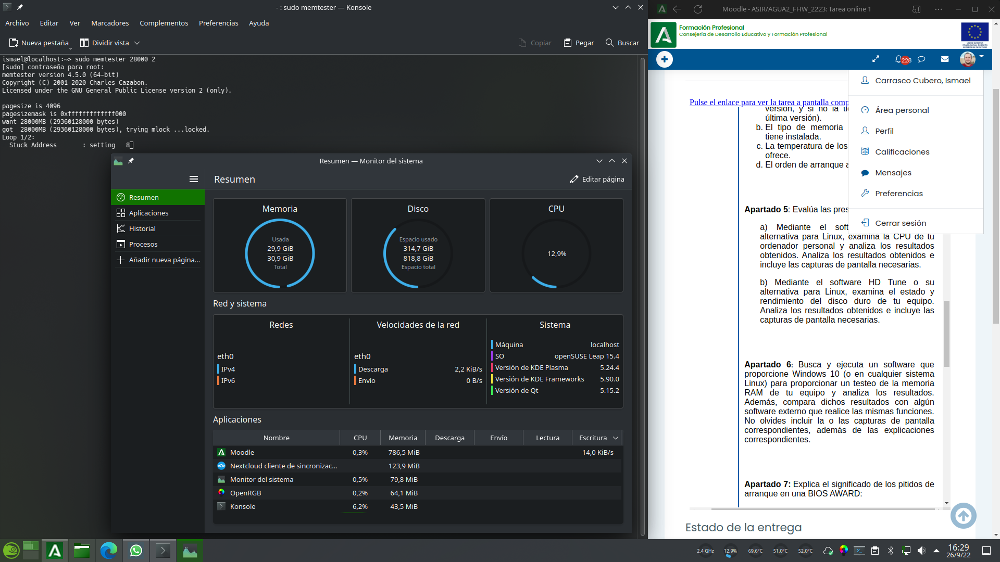 - : sudo memtester — Konsole
Archivo Editar Ver Marcadores Complementos Preferencias Ayuda
Nueva pestaña Dividir vista Copiar Pegar Buscar
ismael@localhost:~> sudo memtester 28000 2
[sudo] contraseña para root:
memtester version 4.5.0 (64-bit)
Copyright (C) 2001-2020 Charles Cazabon.
Licensed under the GNU General Public License version 2 (only).
pagesize is 4096
pagesizemask is 0xfffffffffffff000
want 28000MB (29360128000 bytes)
got  28000MB (29360128000 bytes), trying mlock ...locked.
Loop 1/2:
Stuck Address       : setting   8
Resumen — Monitor del sistema
Resumen Editar página
Resumen
Aplicaciones
Historial
Procesos
Añadir nueva página...
Memoria
Usada
29,9 GiB
30,9 GiB
Total
Disco
Espacio usado
314,7 GiB
818,8 GiB
Espacio total
CPU
12,9%
Red y sistema
Redes
eth0
IPv4
IPv6
Velocidades de la red
eth0
Descarga 2,2 KiB/s
Envío 0 B/s
Sistema
Máquina localhost
SO openSUSE Leap 15.4
Versión de KDE Plasma 5.24.4
Versión de KDE Frameworks 5.90.0
Versión de Qt 5.15.2
Aplicaciones
Nombre CPU Memoria Descarga Envío Lectura Escritura
Moodle 0,3% 786,5 MiB 14,0 KiB/s
Nextcloud cliente de sincronizac... 123,9 MiB
Monitor del sistema 0,5% 79,8 MiB
OpenRGB 0,2% 64,1 MiB
Konsole 6,2% 43,5 MiB
Moodle - ASIR/AGUA2_FHW_2223: Tarea online 1
Formación Profesional
Consejería de Desarrollo Educativo y Formación Profesional
228
Carrasco Cubero, Ismael
Área personal
Perfil
Calificaciones
Mensajes
Preferencias
Cerrar sesión
Pulse el enlace para ver la tarea a pantalla comp
versión, y si no la
última versión).
b. El tipo de memoria
tiene instalada.
c. La temperatura de los
ofrece.
d. El orden de arranque a
Apartado 5: Evalúa las pres
a) Mediante el soft
alternativa para Linux, examina la CPU de tu
ordenador personal y analiza los resultados
obtenidos. Analiza los resultados obtenidos e
incluye las capturas de pantalla necesarias.
b) Mediante el software HD Tune o su
alternativa para Linux, examina el estado y
rendimiento del disco duro de tu equipo.
Analiza los resultados obtenidos e incluye las
capturas de pantalla necesarias.
Apartado 6: Busca y ejecuta un software que
proporcione Windows 10 (o en cualquier sistema
Linux) para proporcionar un testeo de la memoria
RAM de tu equipo y analiza los resultados.
Además, compara dichos resultados con algún
software externo que realice las mismas funciones.
No olvides incluir la o las capturas de pantalla
correspondientes, además de las explicaciones
correspondientes.
Apartado 7: Explica el significado de los pitidos de
arranque en una BIOS AWARD:
Estado de la entrega
2,4 GHz 12,9% 69,6°C 51,0°C 52,0°C
16:29
26/9/22